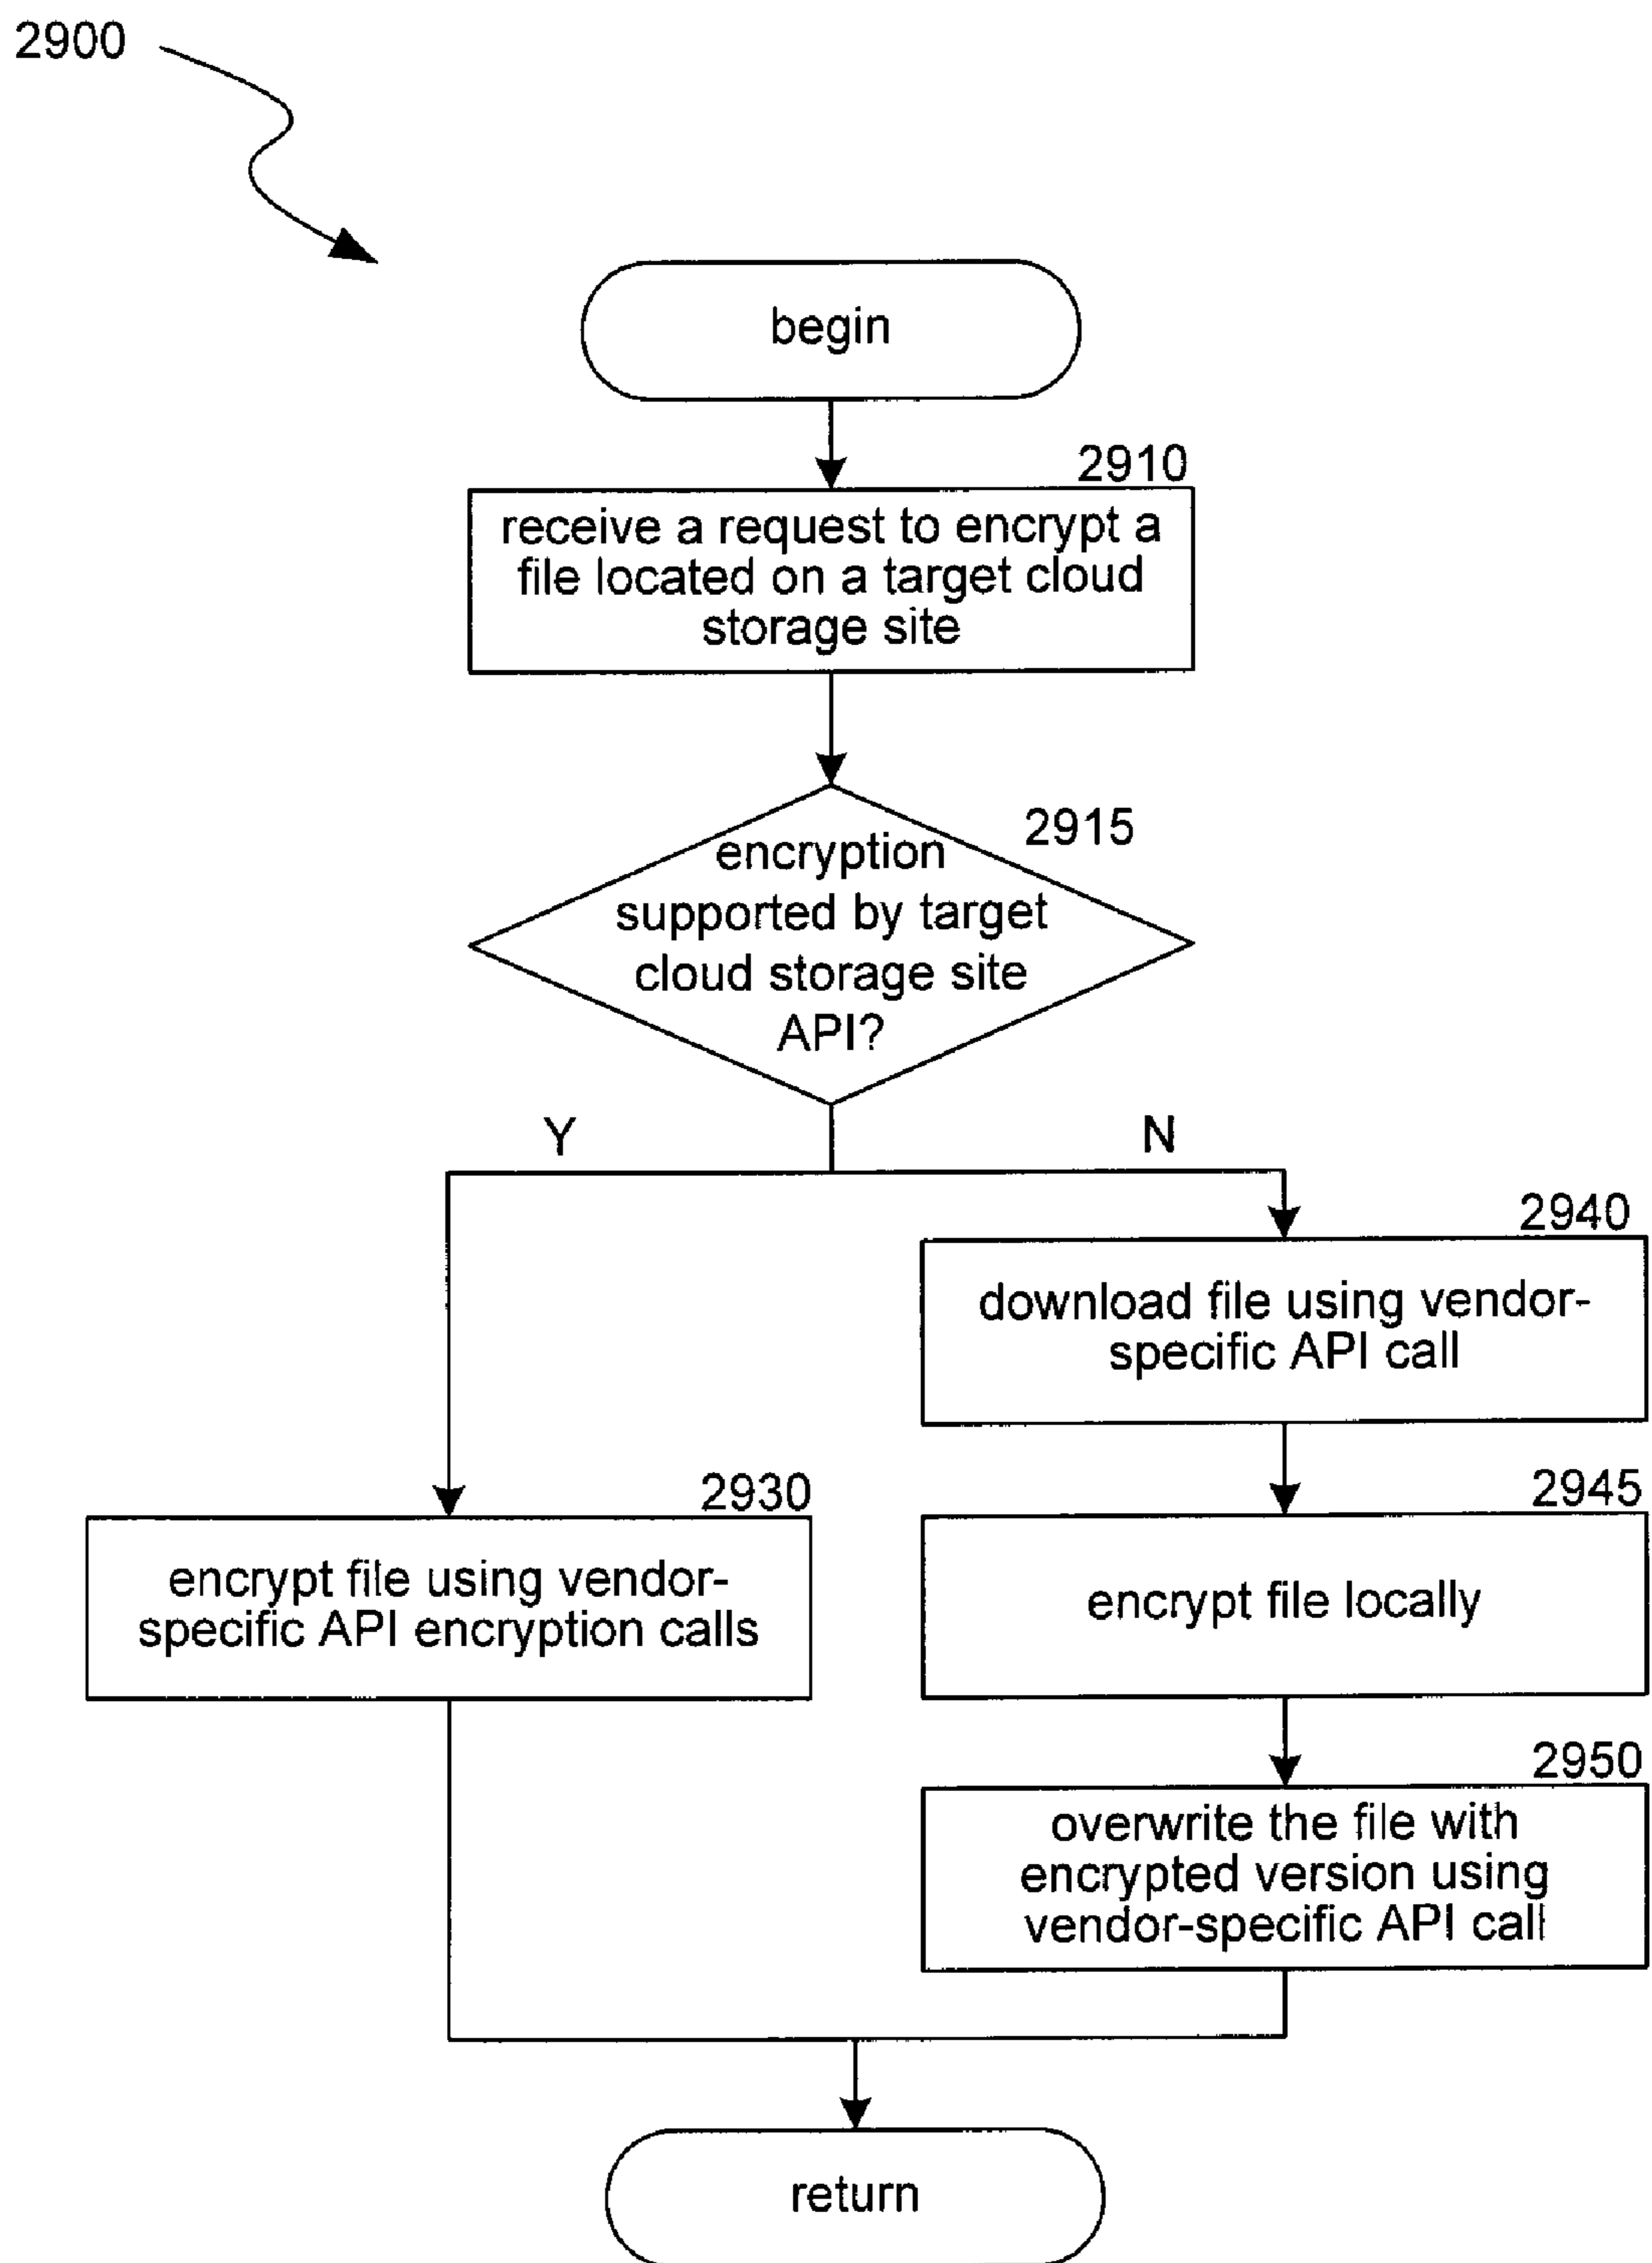 2900
begin
2910
receive a request to encrypt a
file located on a target cloud
storage site
2915
encryption
supported by target
cloud storage site
API?
Y
N
2940
download file using vendor-
specific API call
2930
encrypt file using vendor-
specific API encryption calls
2945
encrypt file locally
2950
overwrite the file with
encrypted version using
vendor-specific API call
return